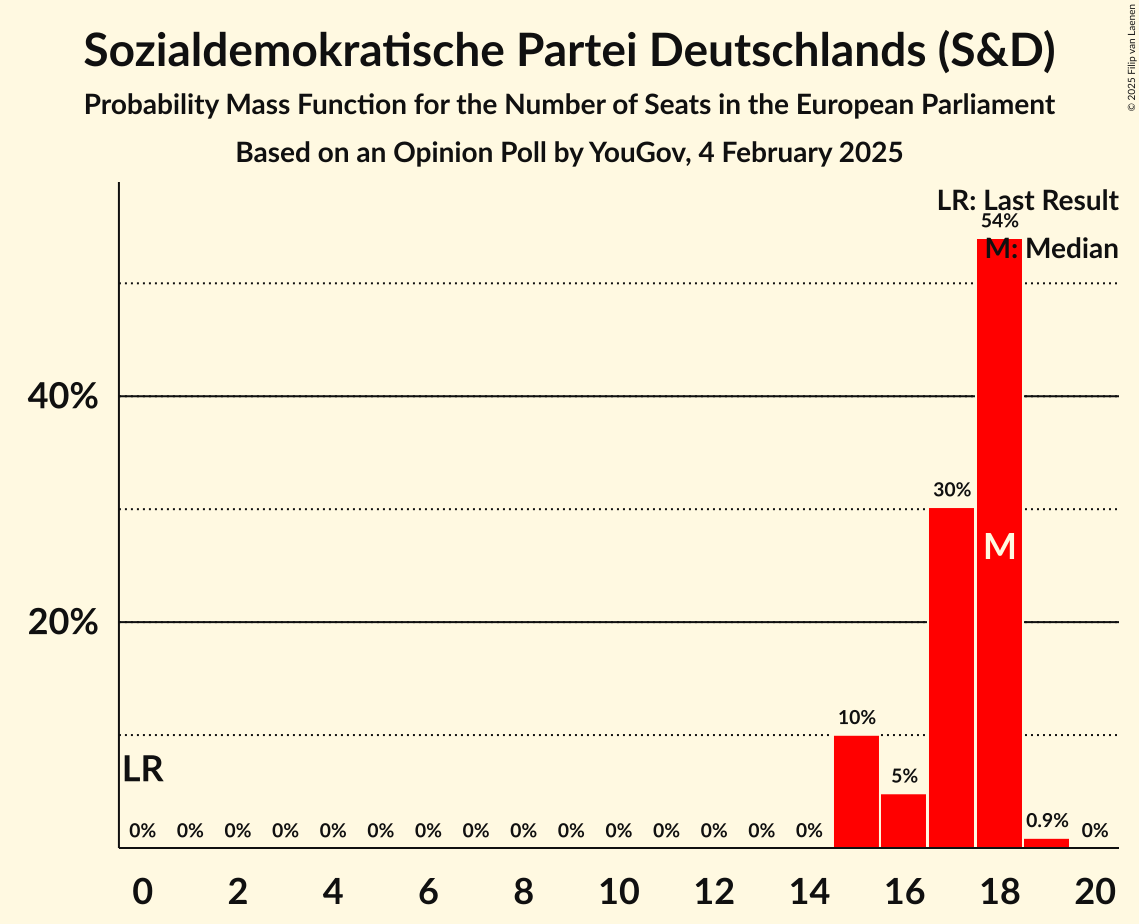 Sozialdemokratische Partei Deutschlands (S&D)
Probability Mass Function for the Number of Seats in the European Parliament
Based on an Opinion Poll by YouGov, 4 February 2025
© 2025 Filip van Laenen
LR: Last Result
54%
M: Median
40%
30%
M
20%
10%
5%
LR
0% 0% 0% 0% 0% 0% 0% 0% 0% 0% 0% 0% 0% 0% 0% 0.9% 0%
0 2 4 6 8 10 12 14 16 18 20